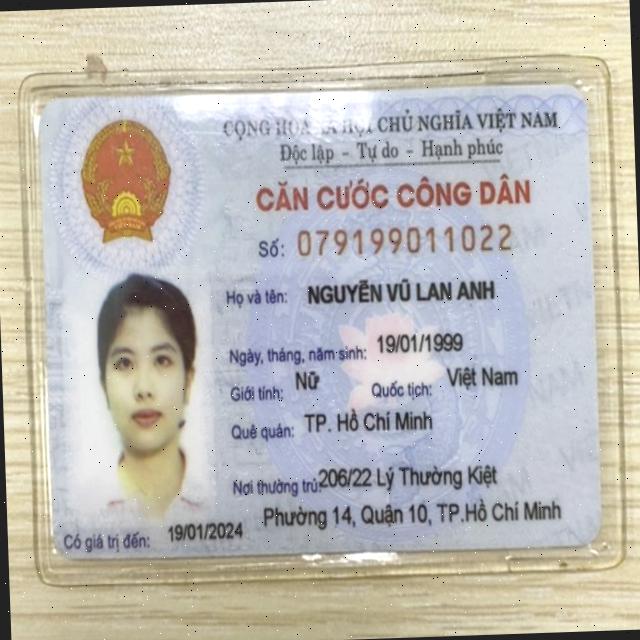 CỘNG HOÀ XÃ HỘI CHỦ NGHĨA VIỆT NAM
Độc lập - Tự do - Hạnh phúc
CĂN CƯỚC CÔNG DÂN
Số: 079199011022
Họ và tên: NGUYỄN VŨ LAN ANH
Ngày, tháng, năm sinh: 19/01/1999
Giới tính: Nữ Quốc tịch: Việt Nam
Quê quán: TP. Hồ Chí Minh
Nơi thường trú: 206/22 Lý Thường Kiệt
Phường 14, Quận 10, TP.Hồ Chí Minh
Có giá trị đến: 19/01/2024